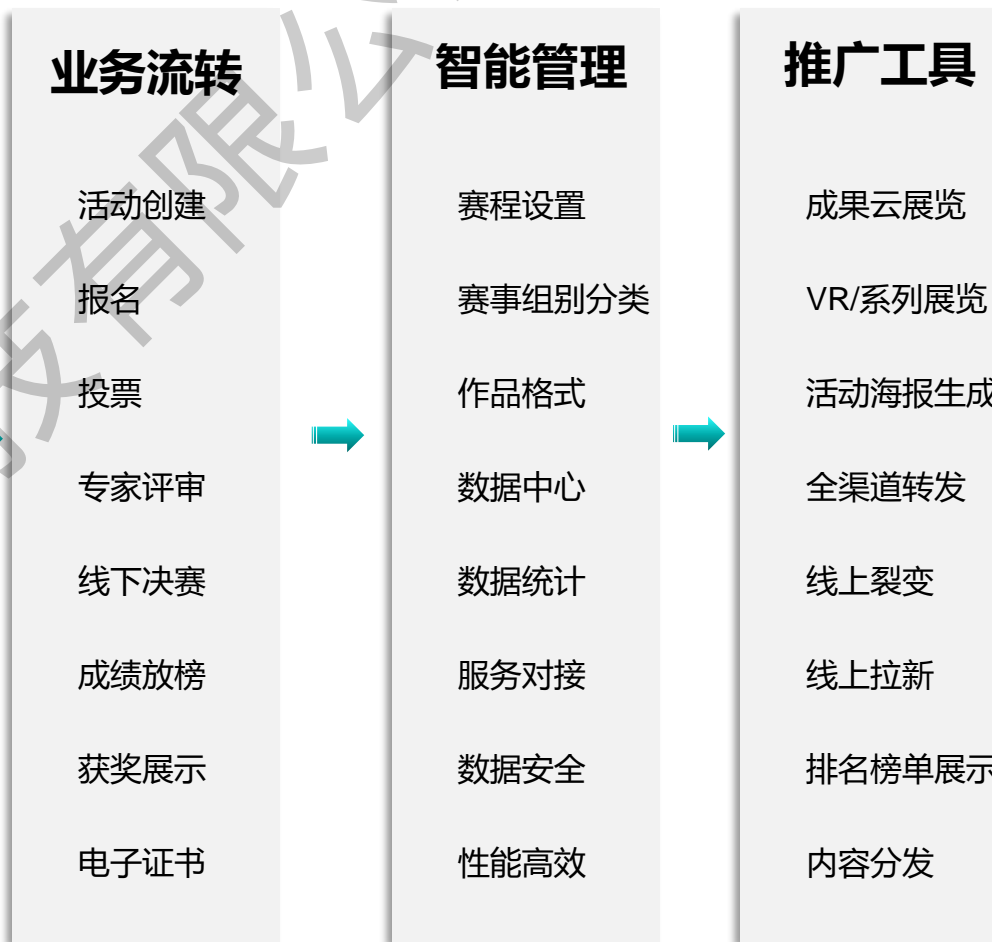 业务流转
活动创建
报名
投票
专家评审
线下决赛
成绩放榜
获奖展示
电子证书
智能管理
赛程设置
赛事组别分类
作品格式
数据中心
数据统计
服务对接
数据安全
性能高效
推广工具
成果云展览
VR/系列展览
活动海报生成
全渠道转发
线上裂变
线上拉新
排名榜单展示
内容分发
技有限公